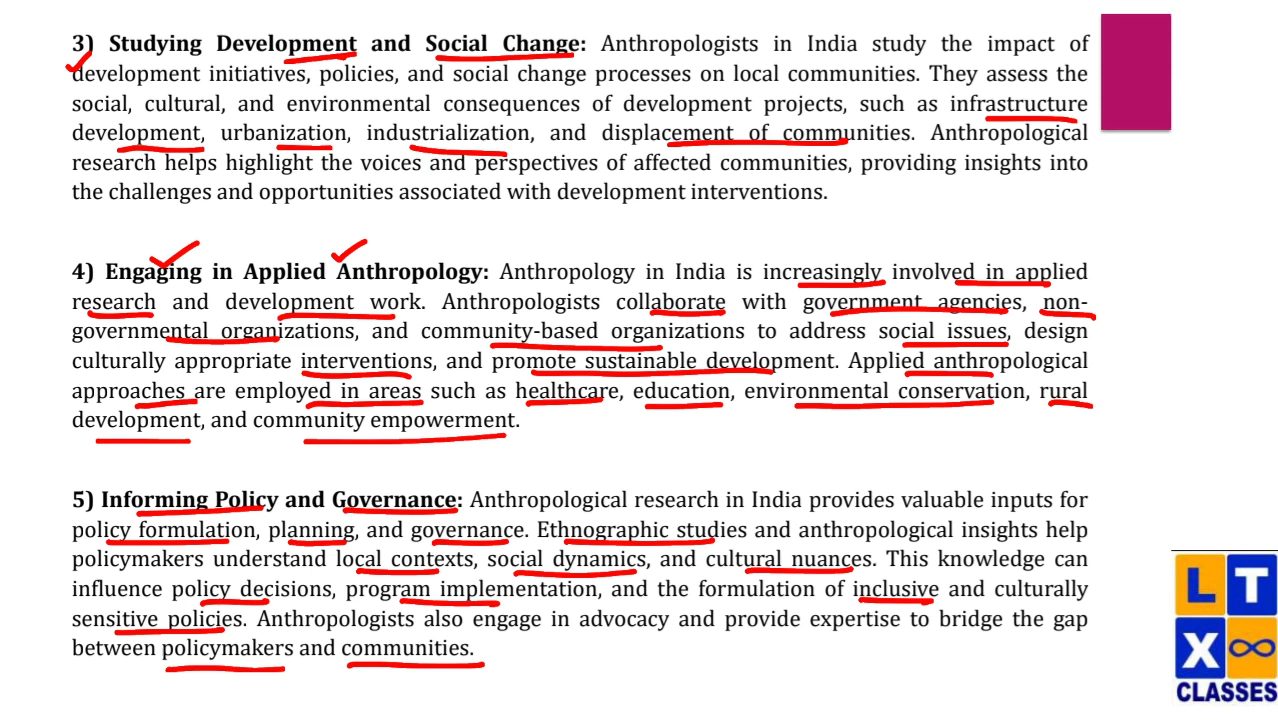 3) Studying Development and Social Change: Anthropologists in India study the impact of
development initiatives, policies, and social change processes on local communities. They assess the
social, cultural, and environmental consequences of development projects, such as infrastructure
development, urbanization, industrialization, and displacement of communities. Anthropological
research helps highlight the voices and perspectives of affected communities, providing insights into
the challenges and opportunities associated with development interventions.
4) Engaging in Applied Anthropology: Anthropology in India is increasingly involved in applied
research and development work. Anthropologists collaborate with government agencies, non-
governmental organizations, and community-based organizations to address social issues, design
culturally appropriate interventions, and promote sustainable development. Applied anthropological
approaches are employed in areas such as healthcare, education, environmental conservation, rural
development, and community empowerment.
5) Informing Policy and Governance: Anthropological research in India provides valuable inputs for
policy formulation, planning, and governance. Ethnographic studies and anthropological insights help
policymakers understand local contexts, social dynamics, and cultural nuances. This knowledge can
influence policy decisions, program implementation, and the formulation of inclusive and culturally
sensitive policies. Anthropologists also engage in advocacy and provide expertise to bridge the gap
between policymakers and communities.
L T
X ∞
CLASSES